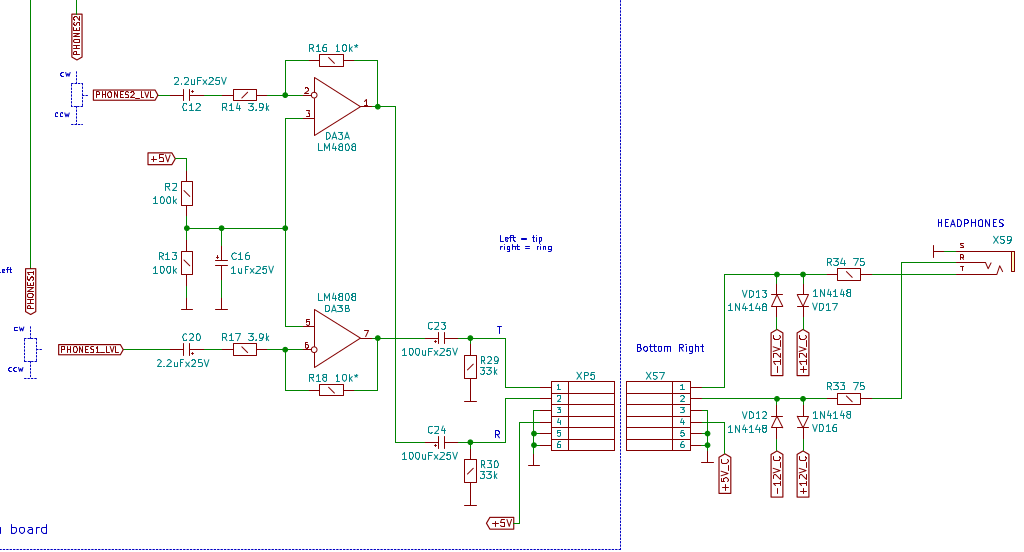 PHONES2
CW
CCW
PHONES2_LVL
2.2uFx25V
C12
R14 3.9k
R16 10k*
2
3
1
DA3A
LM4808
+5V
R2
100k
R13
100k
C16
1uFx25V
Left = tip
right = ring
eft
PHONES1
CW
CCW
PHONES1_LVL
C20
2.2uFx25V
R17 3.9k
LM4808
DA3B
5
6
7
R18 10k*
C23
100uFx25V
T
R29
33k
C24
100uFx25V
R
R30
33k
+5V
XP5
1
2
3
4
5
6
Bottom Right
XS7
1
2
3
4
5
6
+5V_C
HEADPHONES
XS9
S
R
T
R34 75
VD13
1N4148
1N4148
VD17
-12V_C
+12V_C
R33 75
VD12
1N4148
1N4148
VD16
-12V_C
+12V_C
board